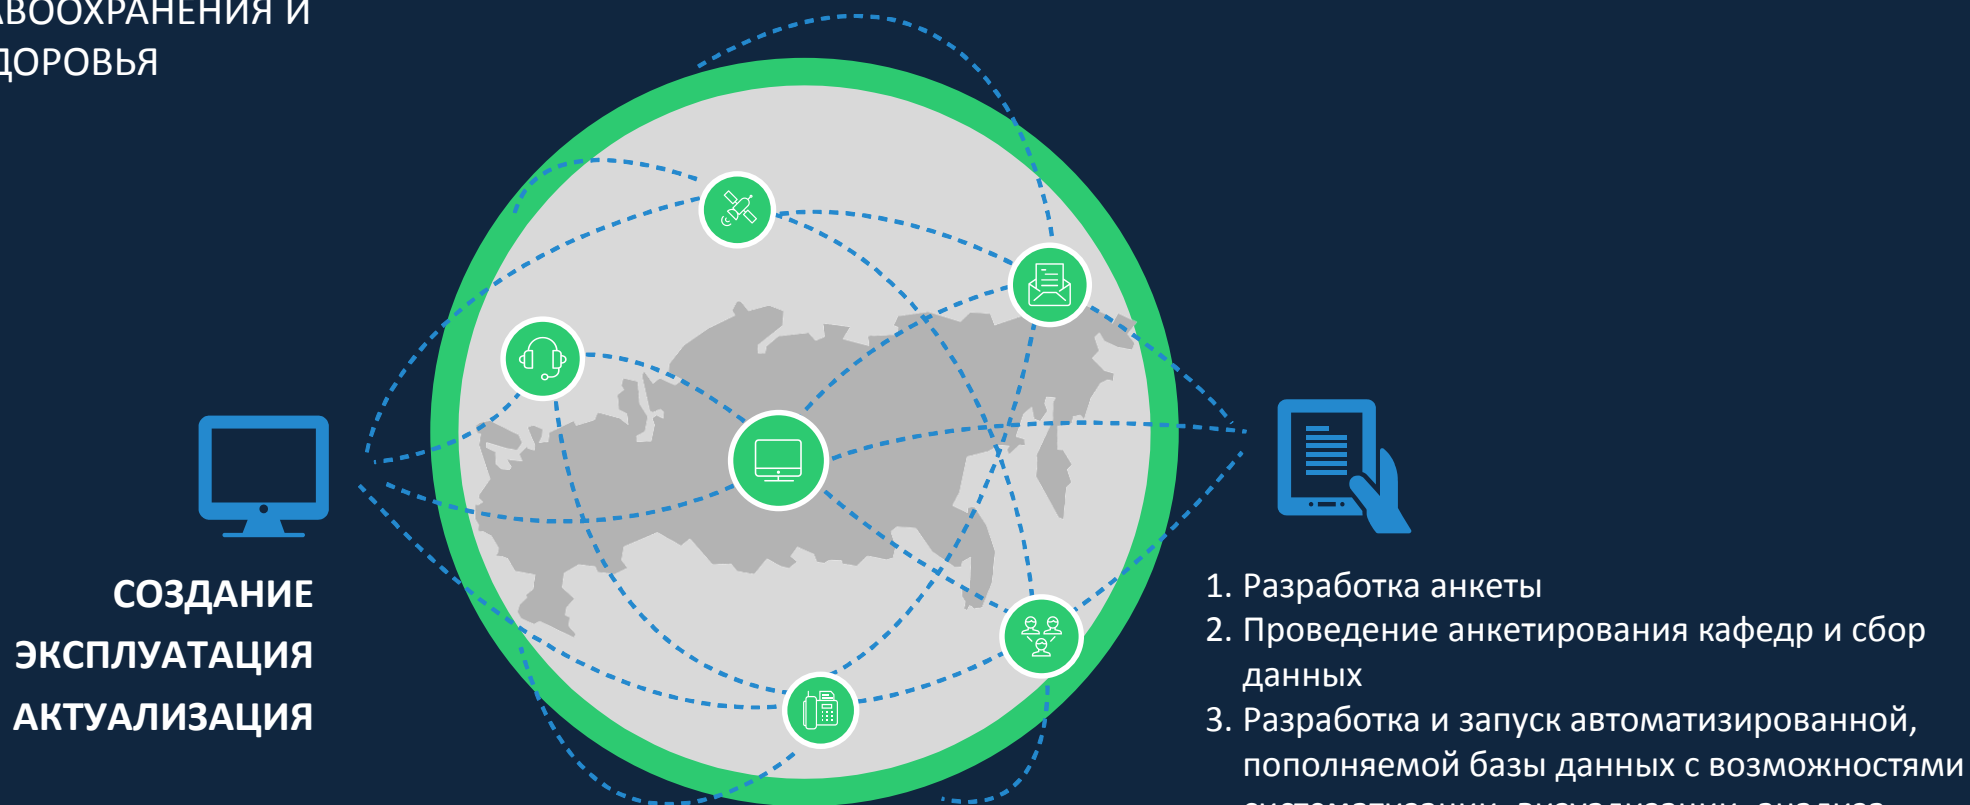 АВООХРАНЕНИЯ И
ДОРОВЬЯ
СОЗДАНИЕ
ЭКСПЛУАТАЦИЯ
АКТУАЛИЗАЦИЯ
1. Разработка анкеты
2. Проведение анкетирования кафедр и сбор
данных
3. Разработка и запуск автоматизированной,
пополняемой базы данных с возможностями